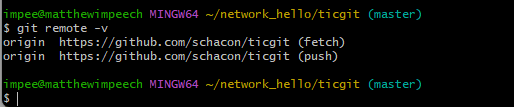 impee@matthewimpeech MINGW64 ~/network_hello/ticgit (master)
$ git remote -v
origin  https://github.com/schacon/ticgit (fetch)
origin  https://github.com/schacon/ticgit (push)
impee@matthewimpeech MINGW64 ~/network_hello/ticgit (master)
$